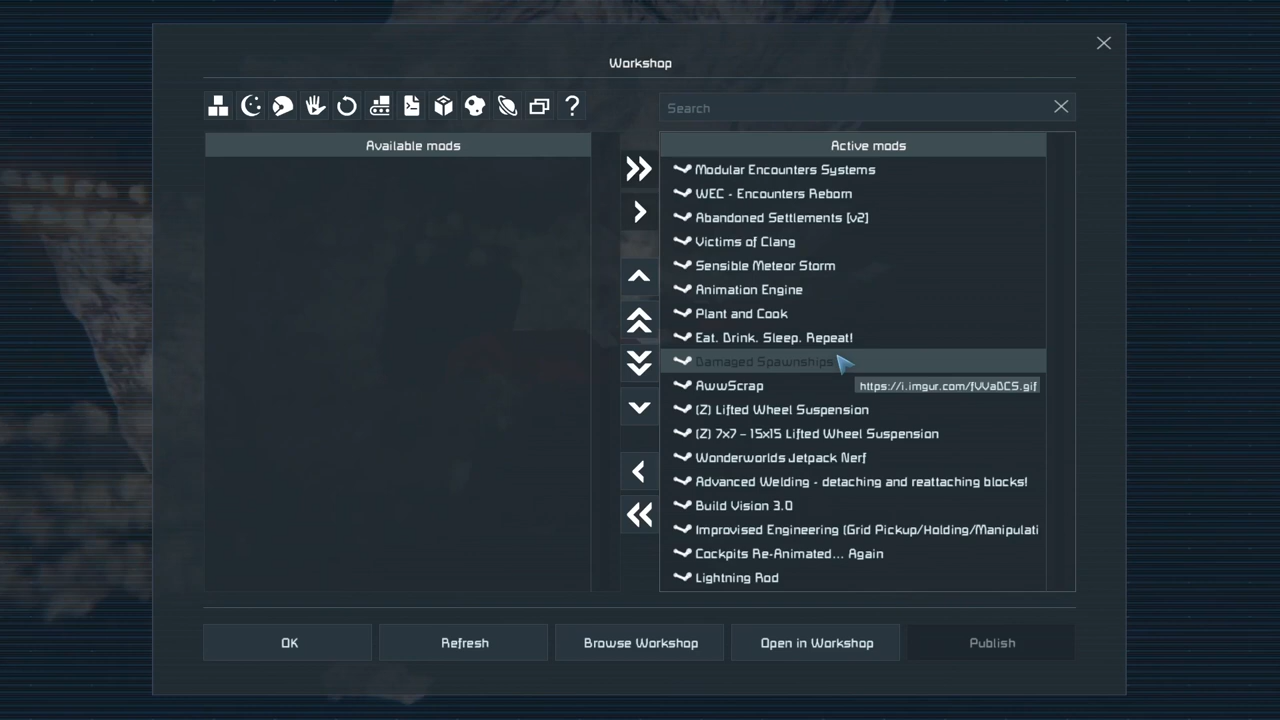 Workshop
?
Search
Available mods
Active mods
Modular Encounters Systems
WEC - Encounters Reborn
Abandoned Settlements [v2]
Victims of Clang
Sensible Meteor Storm
Animation Engine
Plant and Cook
Eat. Drink. Sleep. Repeat!
Damaged Spawnships
AwwScrap
https://i.imgur.com/fVVaDCS.gif
(Z) Lifted Wheel Suspension
(Z) 7x7 - 15x15 Lifted Wheel Suspension
Wonderworlds Jetpack Nerf
Advanced Welding - detaching and reattaching blocks!
Build Vision 3.0
Improvised Engineering (Grid Pickup/Holding/Manipulati
Cockpits Re-Animated... Again
Lightning Rod
OK
Refresh
Browse Workshop
Open in Workshop
Publish